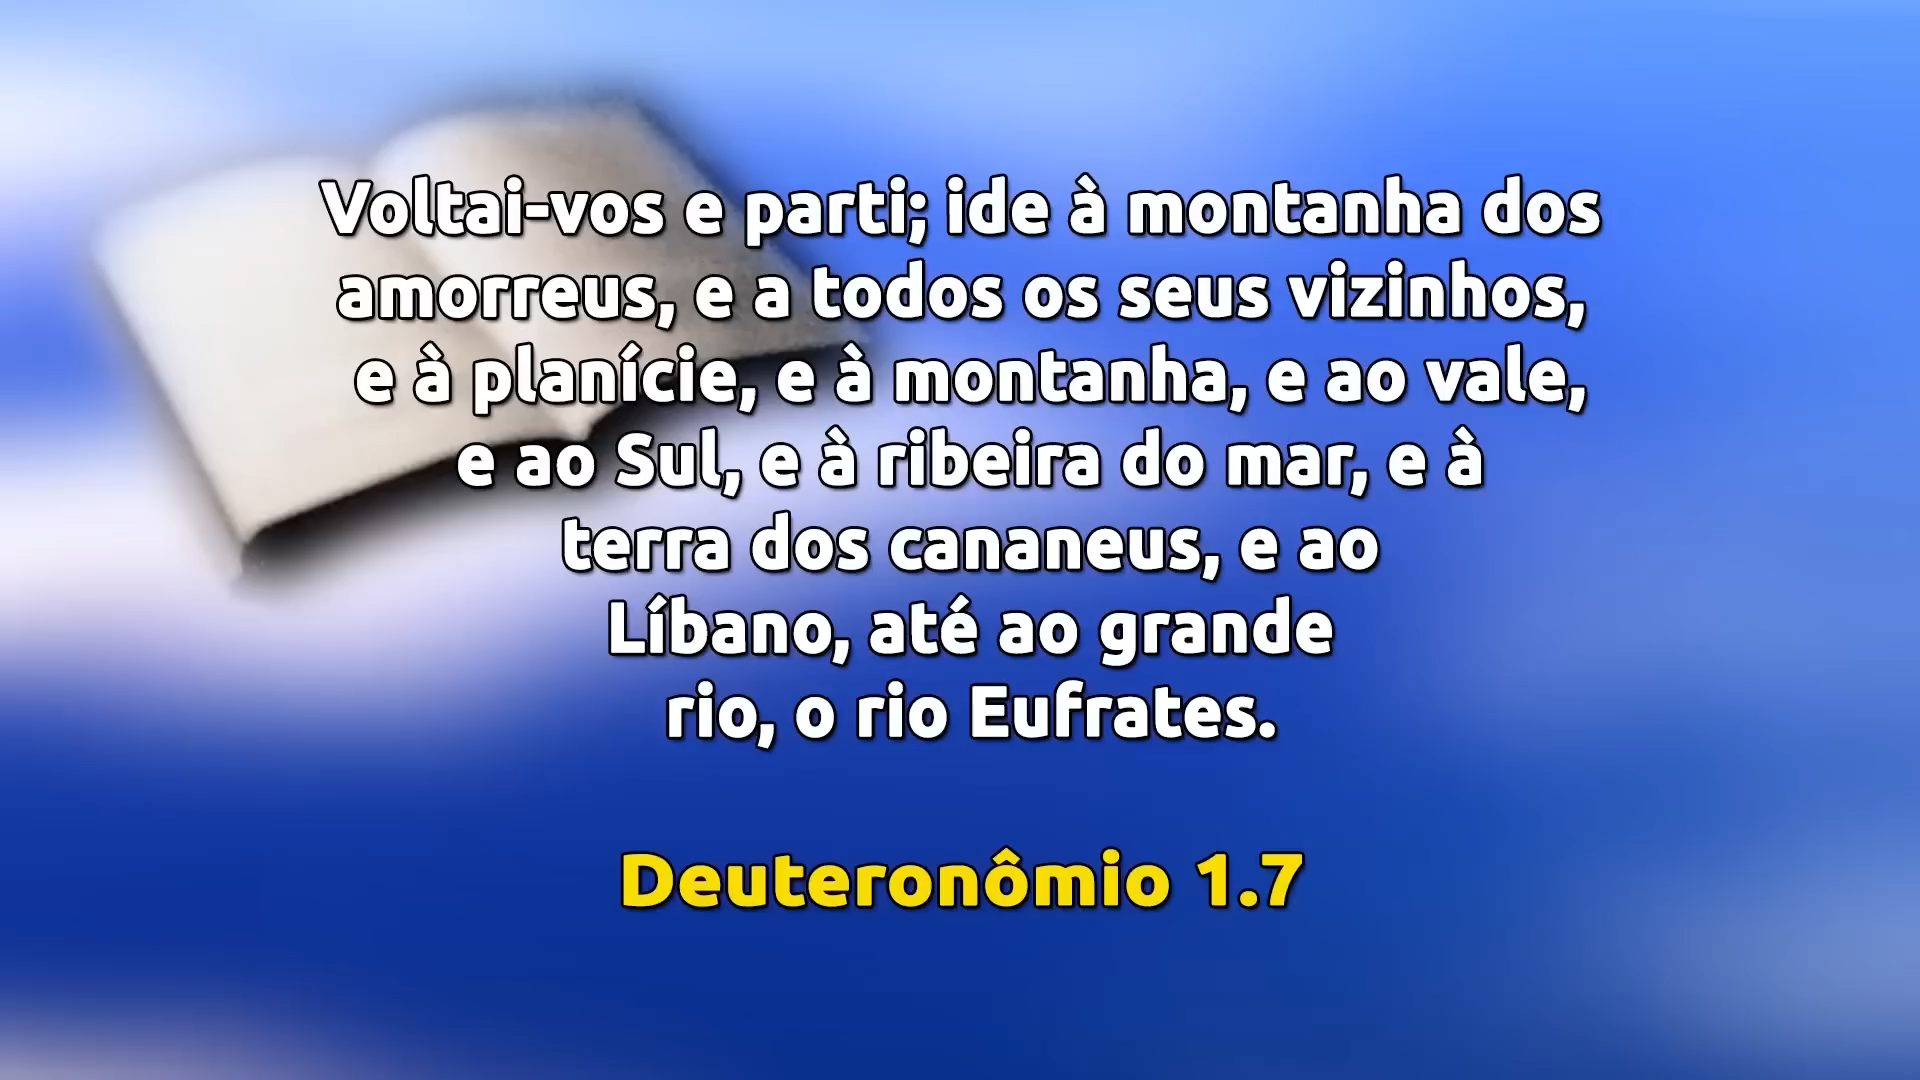 Voltai-vos e parti; ide à montanha dos
amorreus, e a todos os seus vizinhos,
e à planície, e à montanha, e ao vale,
e ao Sul, e à ribeira do mar, e à
terra dos cananeus, e ao
Líbano, até ao grande
rio, o rio Eufrates.
Deuteronômio 1.7